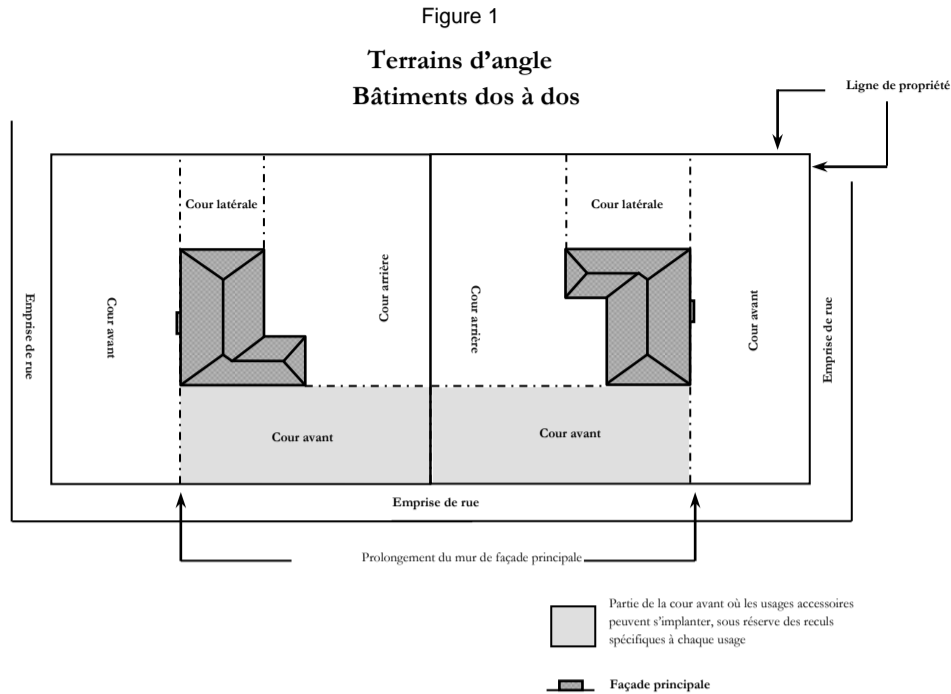 Figure 1
Terrains d’angle
Bâtiments dos à dos
Ligne de propriété
Cour latérale
Cour latérale
Emprise de rue
Cour avant
Cour arrière
Cour arrière
Cour avant
Emprise de rue
Cour avant
Cour avant
Emprise de rue
Prolongement du mur de façade principale
Partie de la cour avant où les usages accessoires
peuvent s’implanter, sous réserve des reculs
spécifiques à chaque usage
Façade principale